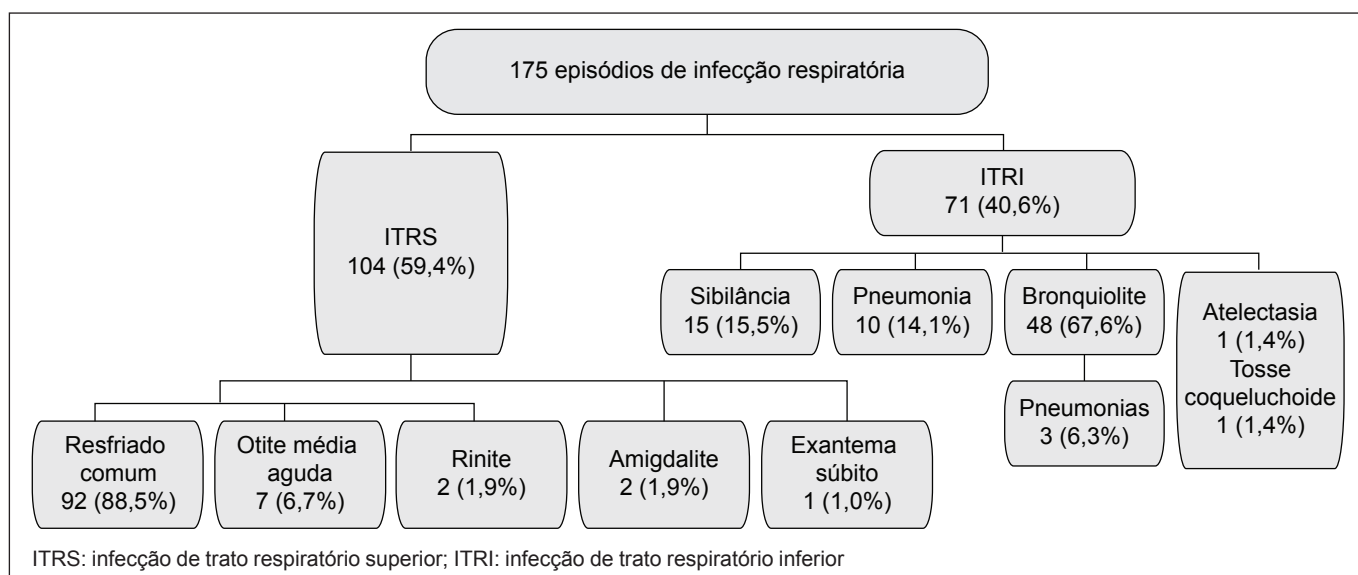 175 episódios de infecção respiratória
ITRS
104 (59,4%)
ITRI
71 (40,6%)
Sibilância
15 (15,5%)
Pneumonia
10 (14,1%)
Bronquiolite
48 (67,6%)
Atelectasia
1 (1,4%)
Tosse
coqueluchoide
1 (1,4%)
Pneumonias
3 (6,3%)
Resfriado
comum
92 (88,5%)
Otite média
aguda
7 (6,7%)
Rinite
2 (1,9%)
Amigdalite
2 (1,9%)
Exantema
súbito
1 (1,0%)
ITRS: infecção de trato respiratório superior; ITRI: infecção de trato respiratório inferior